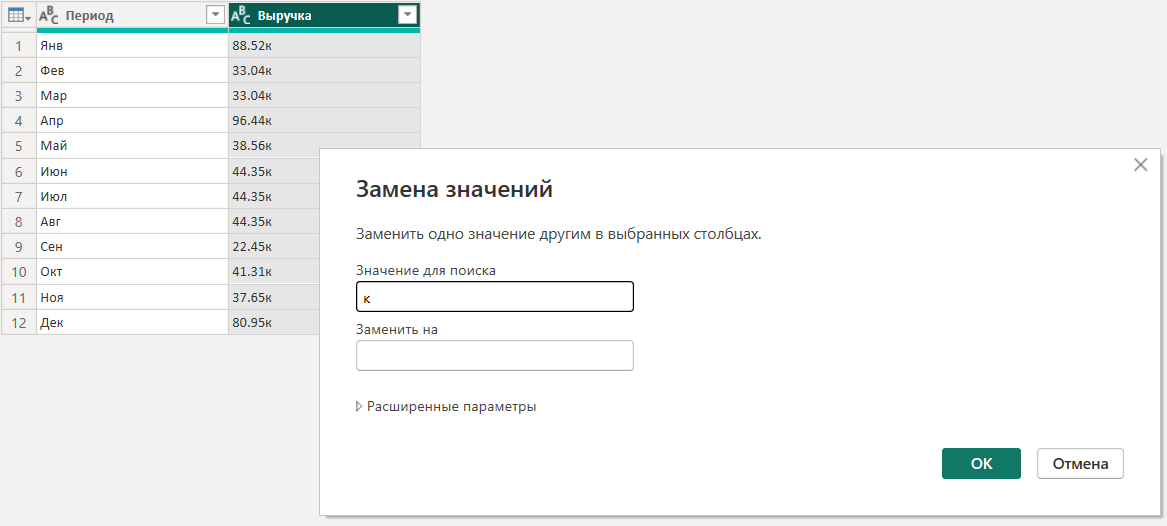 ABC Период ABC Выручка
1 Янв 88.52к
2 Фев 33.04к
3 Мар 33.04к
4 Апр 96.44к
5 Май 38.56к
6 Июн 44.35к
7 Июл 44.35к
8 Авг 44.35к
9 Сен 22.45к
10 Окт 41.31к
11 Ноя 37.65к
12 Дек 80.95к
Замена значений
Заменить одно значение другим в выбранных столбцах.
Значение для поиска
к
Заменить на
Расширенные параметры
ОК Отмена